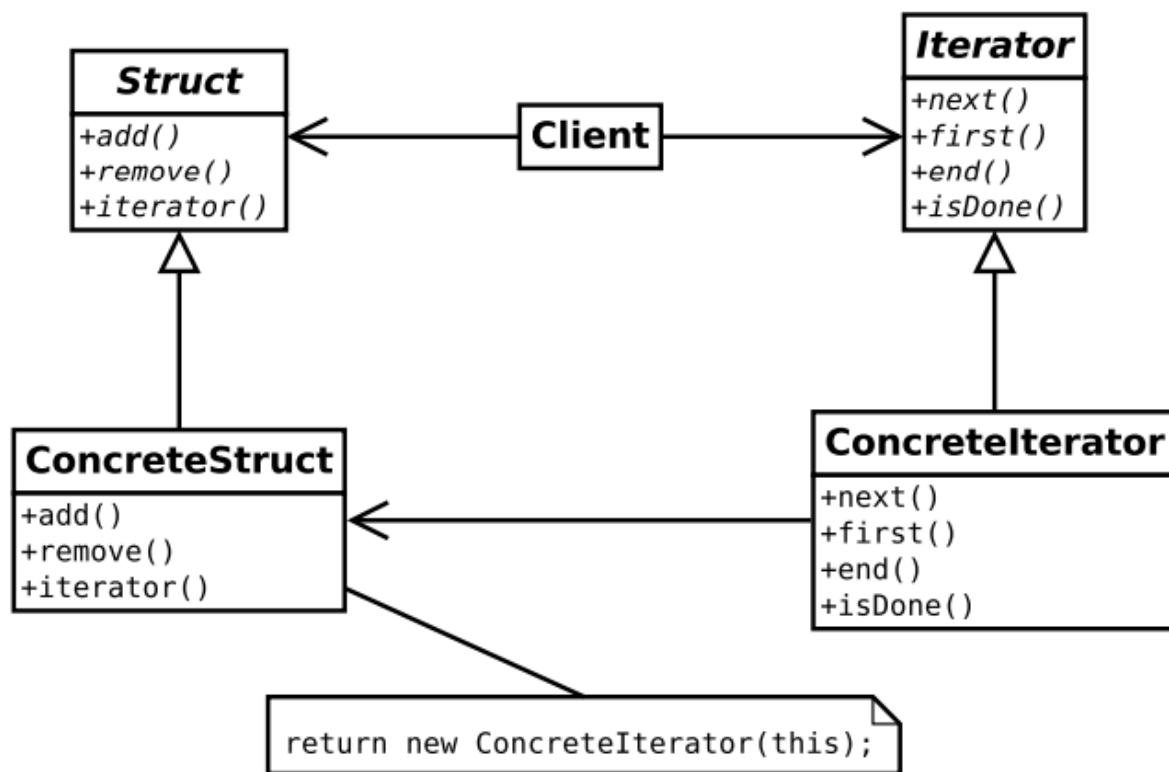 Struct
+add()
+remove()
+iterator()
Client
Iterator
+next()
+first()
+end()
+isDone()
ConcreteStruct
+add()
+remove()
+iterator()
ConcreteIterator
+next()
+first()
+end()
+isDone()
return new ConcreteIterator(this);